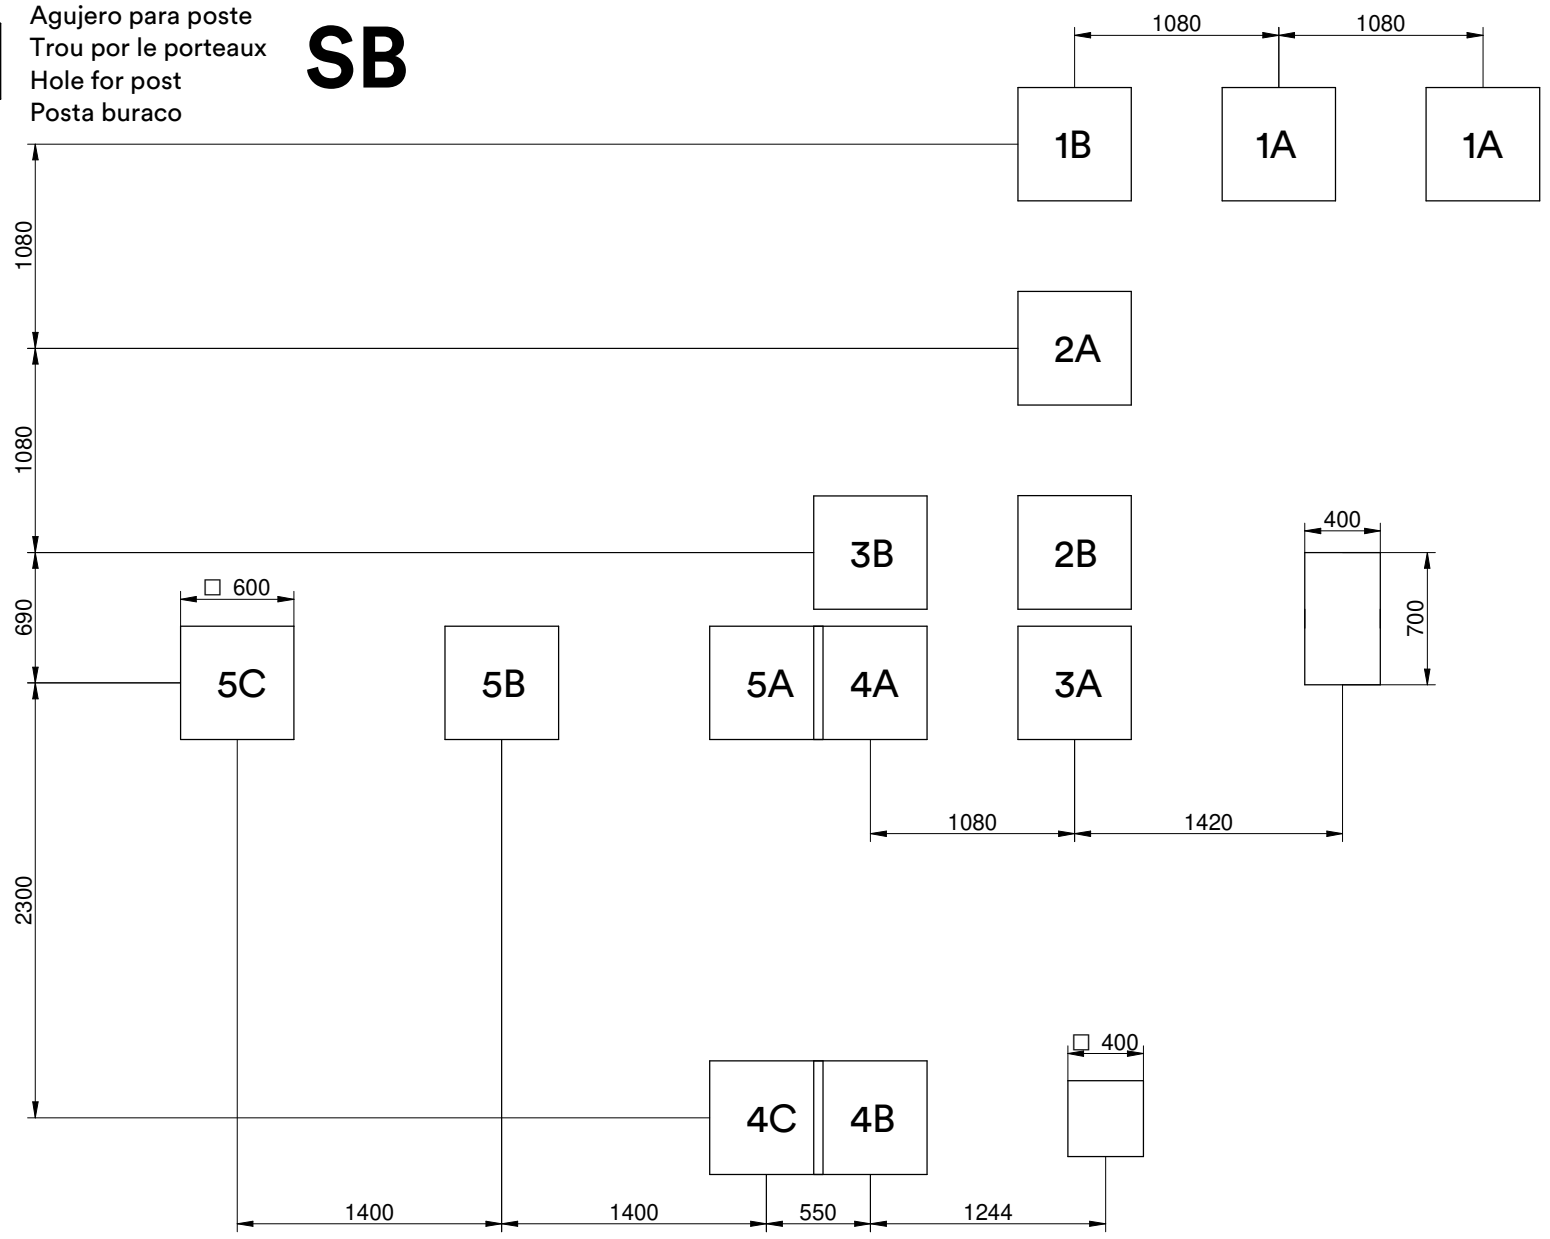 Agujero para poste
Trou por le porteaux
Hole for post
Posta buraco
SB
1080 1080
1B 1A 1A
1080
2A
1080
3B 2B
400
700
690
□ 600
5C 5B 5A 4A 3A
1080 1420
2300
□ 400
4C 4B
1400 1400 550 1244